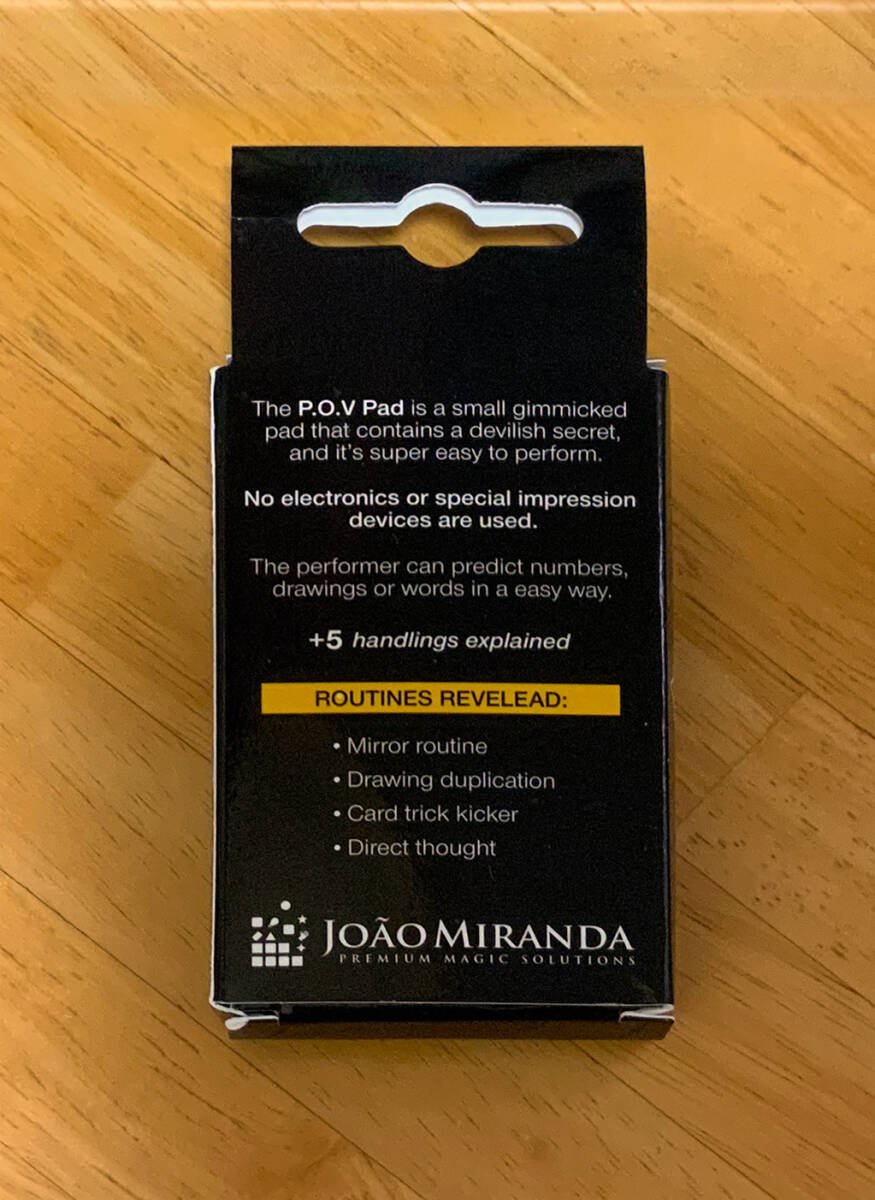 The P.O.V Pad is a small gimmicked
pad that contains a devilish secret,
and it's super easy to perform.
No electronics or special impression
devices are used.
The performer can predict numbers,
drawings or words in a easy way.
+5 handlings explained
ROUTINES REVELEAD:
• Mirror routine
• Drawing duplication
• Card trick kicker
• Direct thought
JOÃO MIRANDA
PREMIUM MAGIC SOLUTIONS